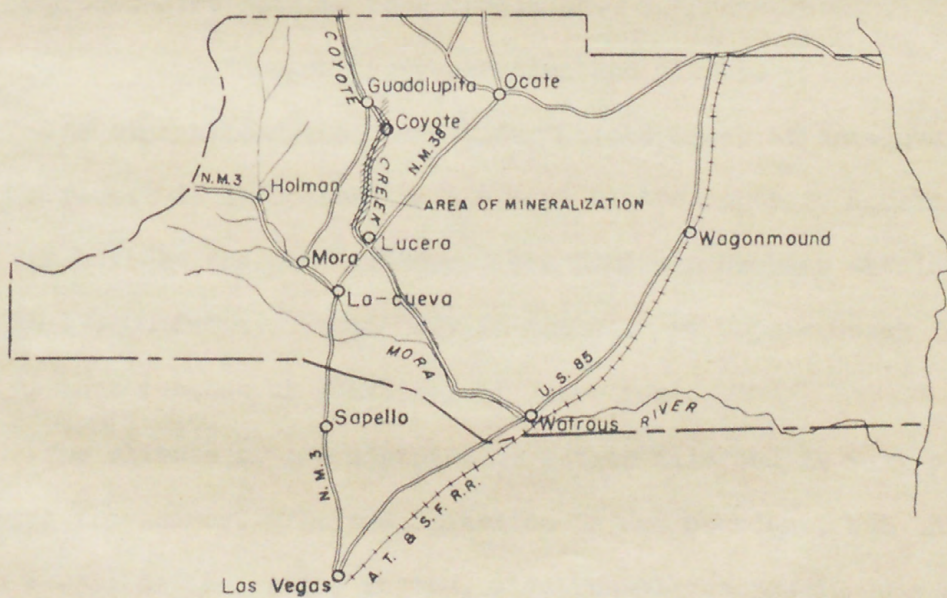 COYOTE
Guadalupita
Ocate
Coyote
N.M. 38
CREEK
N.M. 3
Holman
AREA OF MINERALIZATION
Lucera
Wagonmound
Mora
La-cueva
MORA
U.S. 85
Sapello
Watrous
RIVER
N.M. 3
A. T. & S.F. R.R.
Las Vegas